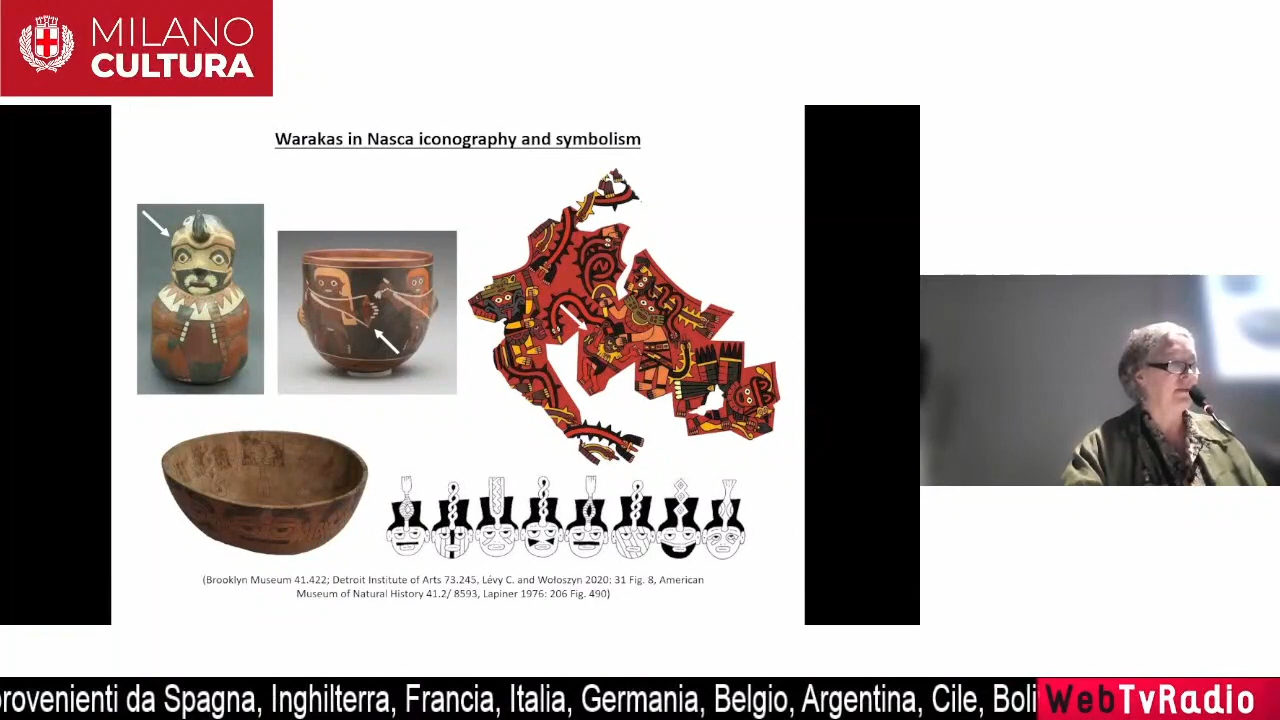 MILANO
CULTURA
Warakas in Nasca iconography and symbolism
(Brooklyn Museum 41.422; Detroit Institute of Arts 73.245, Lévy C. and Wołoszyn 2020: 31 Fig. 8, American
Museum of Natural History 41.2/ 8593, Lapiner 1976: 206 Fig. 490)
provenienti da Spagna, Inghilterra, Francia, Italia, Germania, Belgio, Argentina, Cile, Boli
WebTvRadio